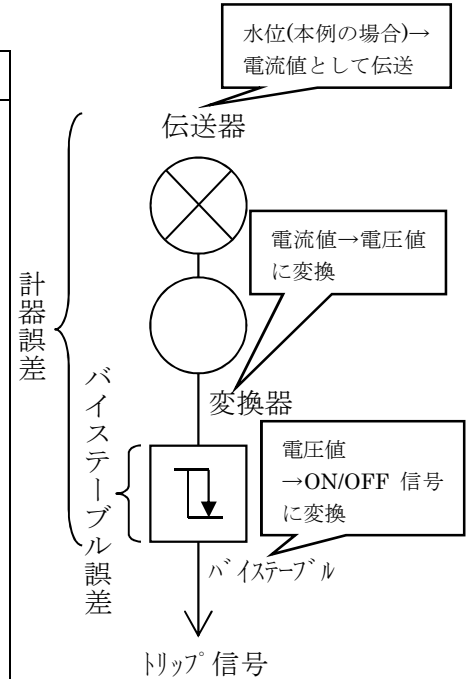 水位(本例の場合)→
電流値として伝送
伝送器
電流値→電圧値
に変換
計器誤差
変換器
バイステーブル誤差
電圧値
→ON/OFF 信号
に変換
ﾊﾞｲｽﾃｰﾌﾞﾙ
ﾄﾘｯﾌﾟ信号